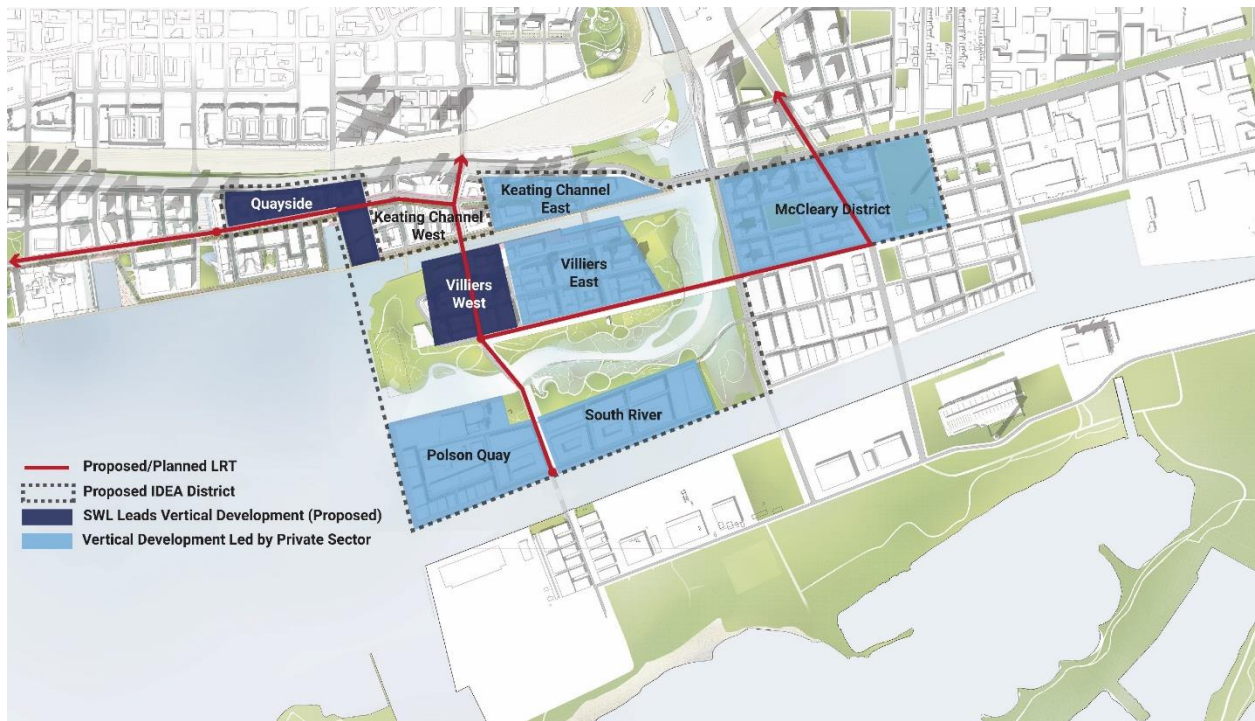 Quayside
Keating Channel
West
Keating Channel
East
McCleary District
Villiers
West
Villiers
East
South River
Polson Quay
Proposed/Planned LRT
Proposed IDEA District
SWL Leads Vertical Development (Proposed)
Vertical Development Led by Private Sector